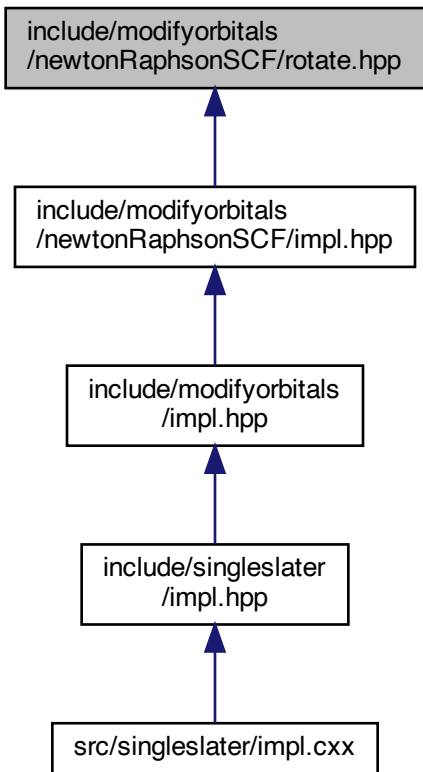 include/modifyorbitals
/newtonRaphsonSCF/rotate.hpp
include/modifyorbitals
/newtonRaphsonSCF/impl.hpp
include/modifyorbitals
/impl.hpp
include/singleslater
/impl.hpp
src/singleslater/impl.cxx